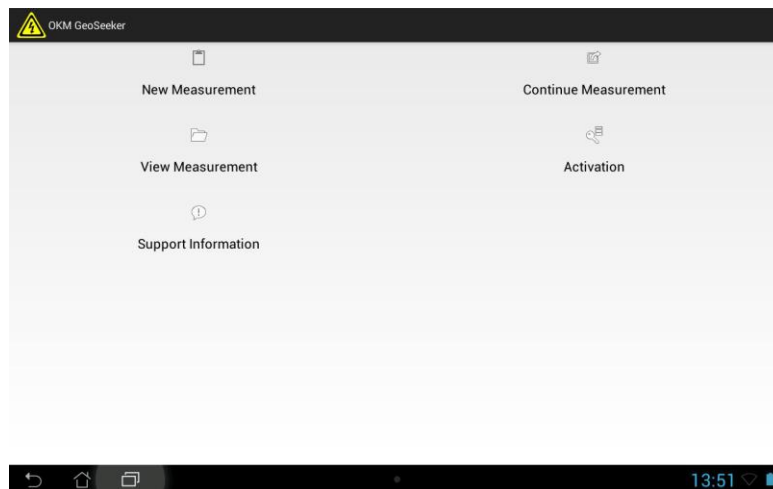 OKM GeoSeeker
New Measurement
Continue Measurement
View Measurement
Activation
Support Information
13:51